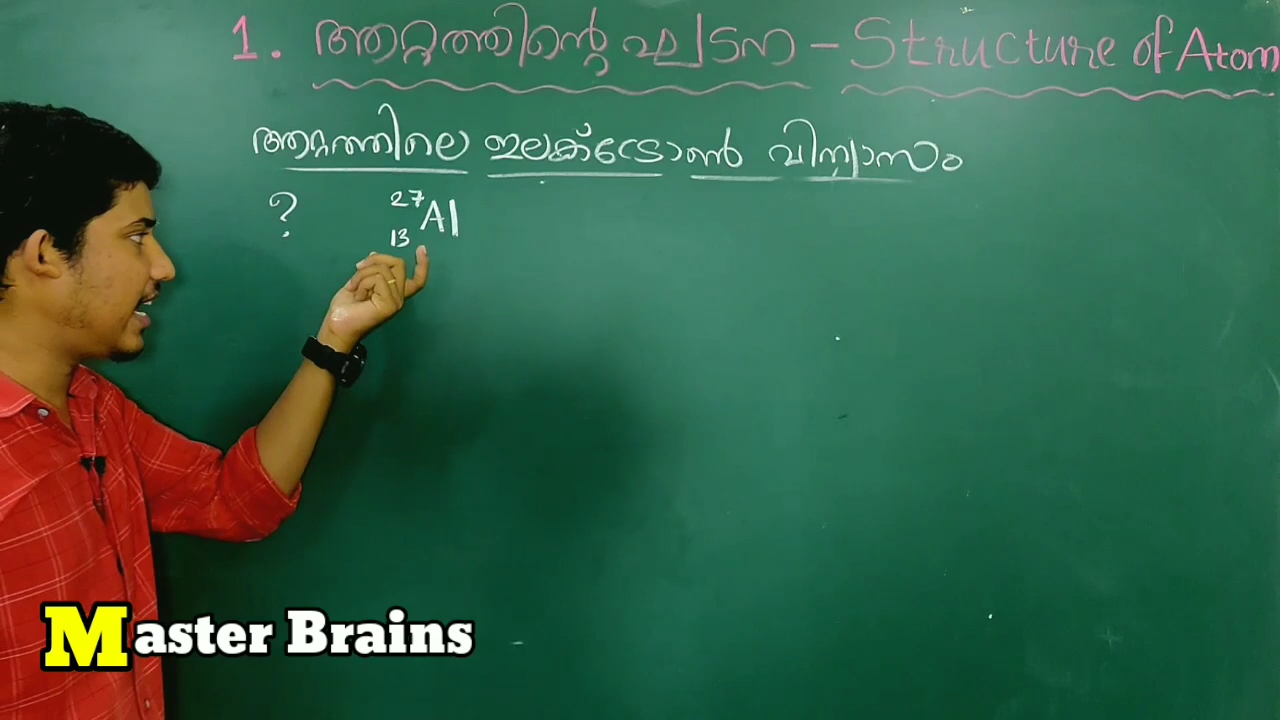 1. ആറ്റത്തിന്റെ ഘടന - Structure of Atom
ആറ്റത്തിലെ ഇലക്ട്രോൺ വിന്യാസം
? ²⁷₁₃Al
Master Brains